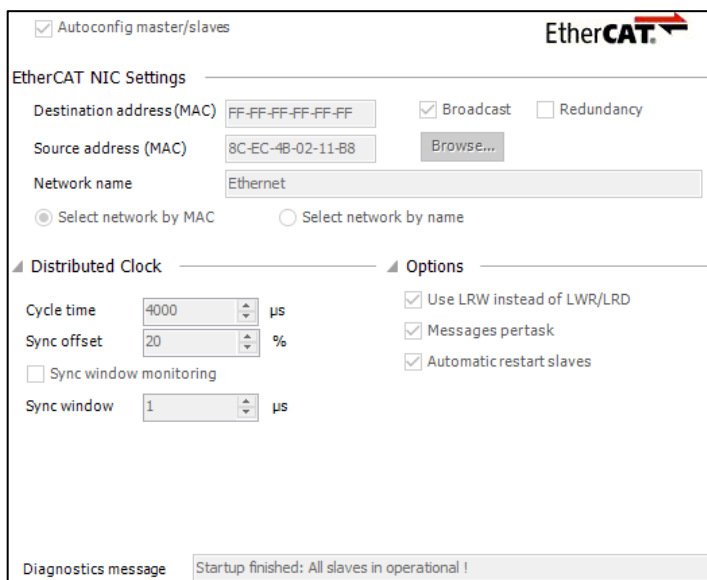 Autoconfig master/slaves
EtherCAT.
EtherCAT NIC Settings
Destination address (MAC) FF-FF-FF-FF-FF-FF Broadcast Redundancy
Source address (MAC) 8C-EC-4B-02-11-B8 Browse...
Network name Ethernet
Select network by MAC Select network by name
Distributed Clock Options
Cycle time 4000 µs Use LRW instead of LWR/LRD
Sync offset 20 % Messages pertask
Sync window monitoring Automatic restart slaves
Sync window 1 µs
Diagnostics message Startup finished: All slaves in operational !